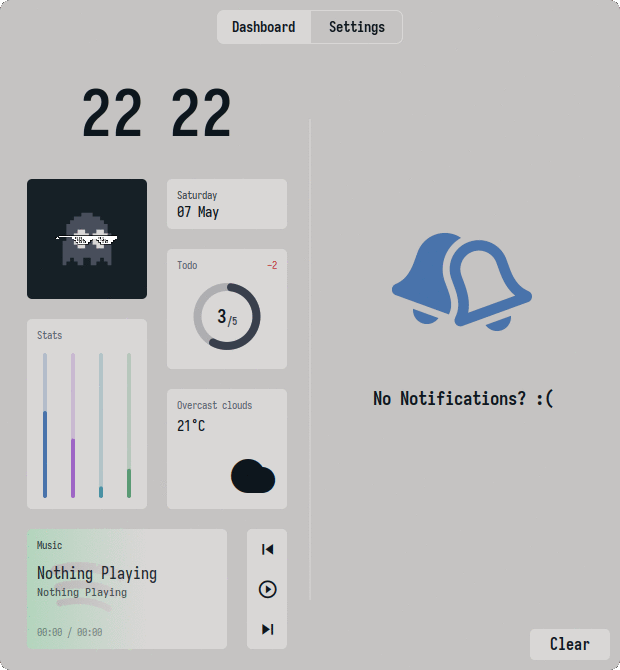 Dashboard
Settings
22 22
Saturday
07 May
Todo
-2
3/5
Stats
Overcast clouds
21°C
Music
Nothing Playing
Nothing Playing
00:00 / 00:00
No Notifications? :(
Clear